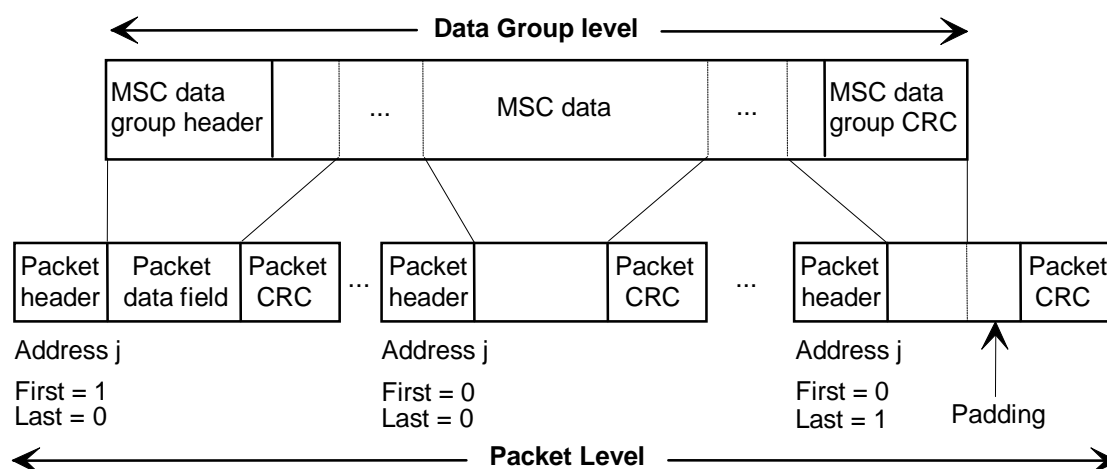 Data Group level
MSC data
group header
...
MSC data
...
MSC data
group CRC
Packet
header
Packet
data field
Packet
CRC
...
Packet
header
Packet
CRC
...
Packet
header
Packet
CRC
Address j
First = 1
Last = 0
Address j
First = 0
Last = 0
Address j
First = 0
Last = 1
Padding
Packet Level